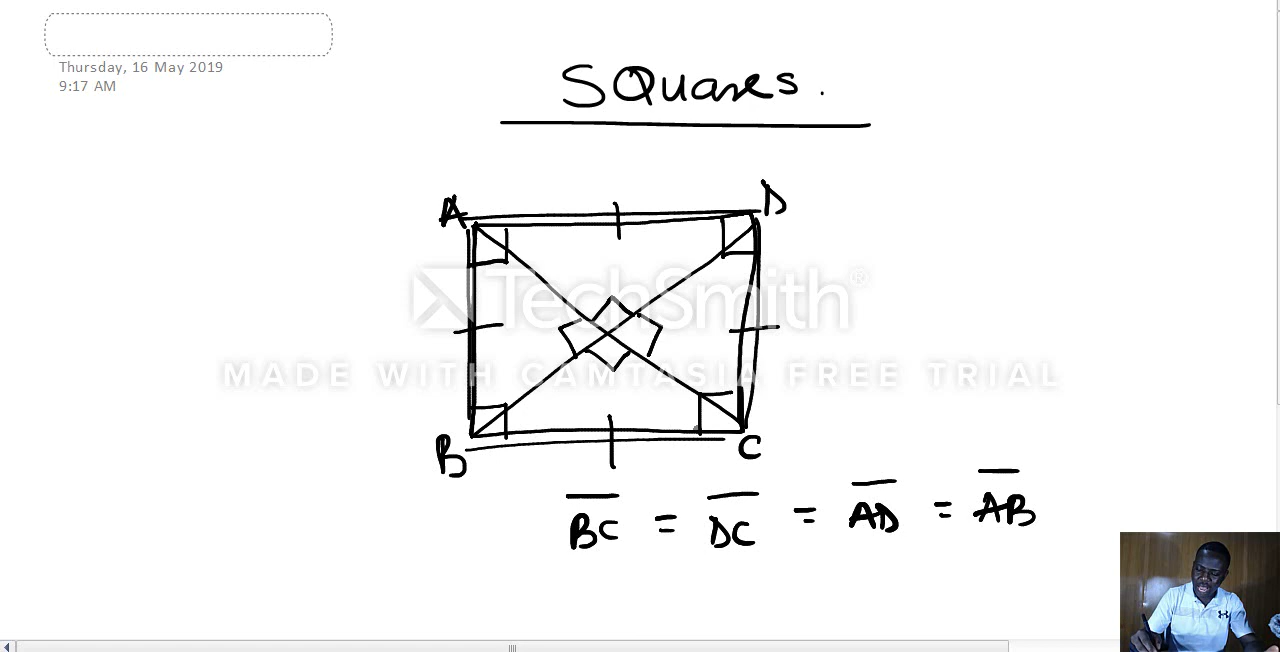 Thursday, 16 May 2019
9:17 AM
SQuares.
A D
TechSmith®
MADE WITH CAMTASIA FREE TRIAL
B C
BC = DC = AD = AB